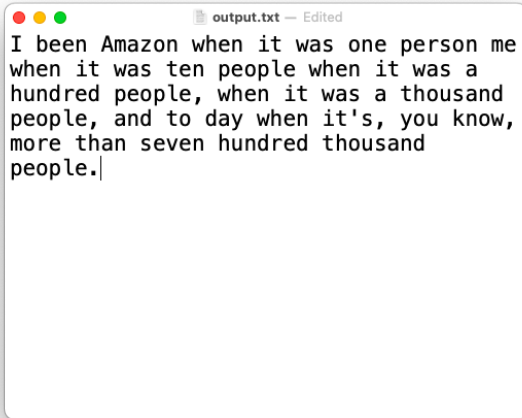 output.txt — Edited
I been Amazon when it was one person me
when it was ten people when it was a
hundred people, when it was a thousand
people, and to day when it's, you know,
more than seven hundred thousand
people.